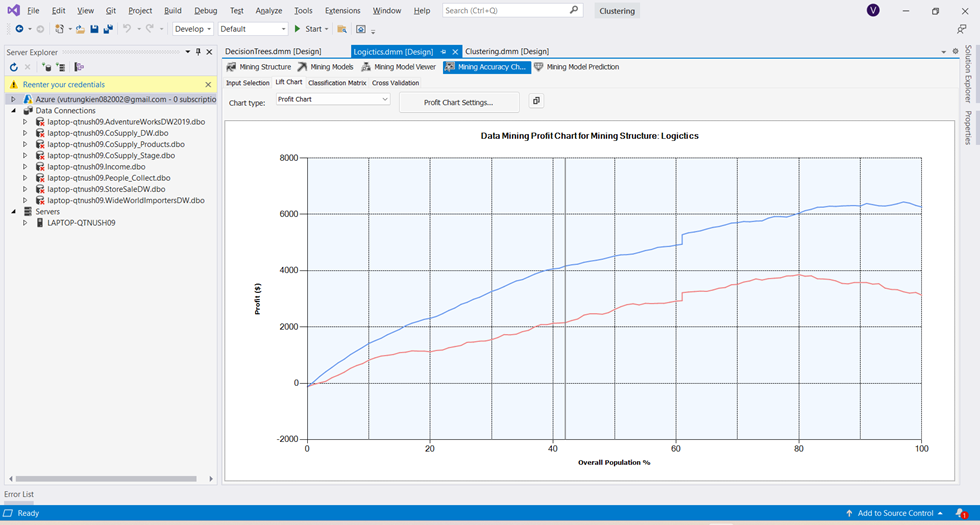 File Edit View Git Project Build Debug Test Analyze Tools Extensions Window Help Search (Ctrl+Q) Clustering V
Develop Default Start
Server Explorer
Reenter your credentials
Azure (vutrungkien082002@gmail.com - 0 subscriptio
Data Connections
laptop-qtnush09.AdventureWorksDW2019.dbo
laptop-qtnush09.CoSupply_DW.dbo
laptop-qtnush09.CoSupply_Products.dbo
laptop-qtnush09.CoSupply_Stage.dbo
laptop-qtnush09.Income.dbo
laptop-qtnush09.People_Collect.dbo
laptop-qtnush09.StoreSaleDW.dbo
laptop-qtnush09.WideWorldImportersDW.dbo
Servers
LAPTOP-QTNUSH09
DecisionTrees.dmm [Design] Logictics.dmm [Design] Clustering.dmm [Design]
Mining Structure Mining Models Mining Model Viewer Mining Accuracy Ch... Mining Model Prediction
Input Selection Lift Chart Classification Matrix Cross Validation
Chart type: Profit Chart Profit Chart Settings...
Data Mining Profit Chart for Mining Structure: Logictics
8000
6000
4000
2000
0
-2000
Profit ($)
0 20 40 60 80 100
Overall Population %
Solution Explorer
Properties
Error List
Ready Add to Source Control 1